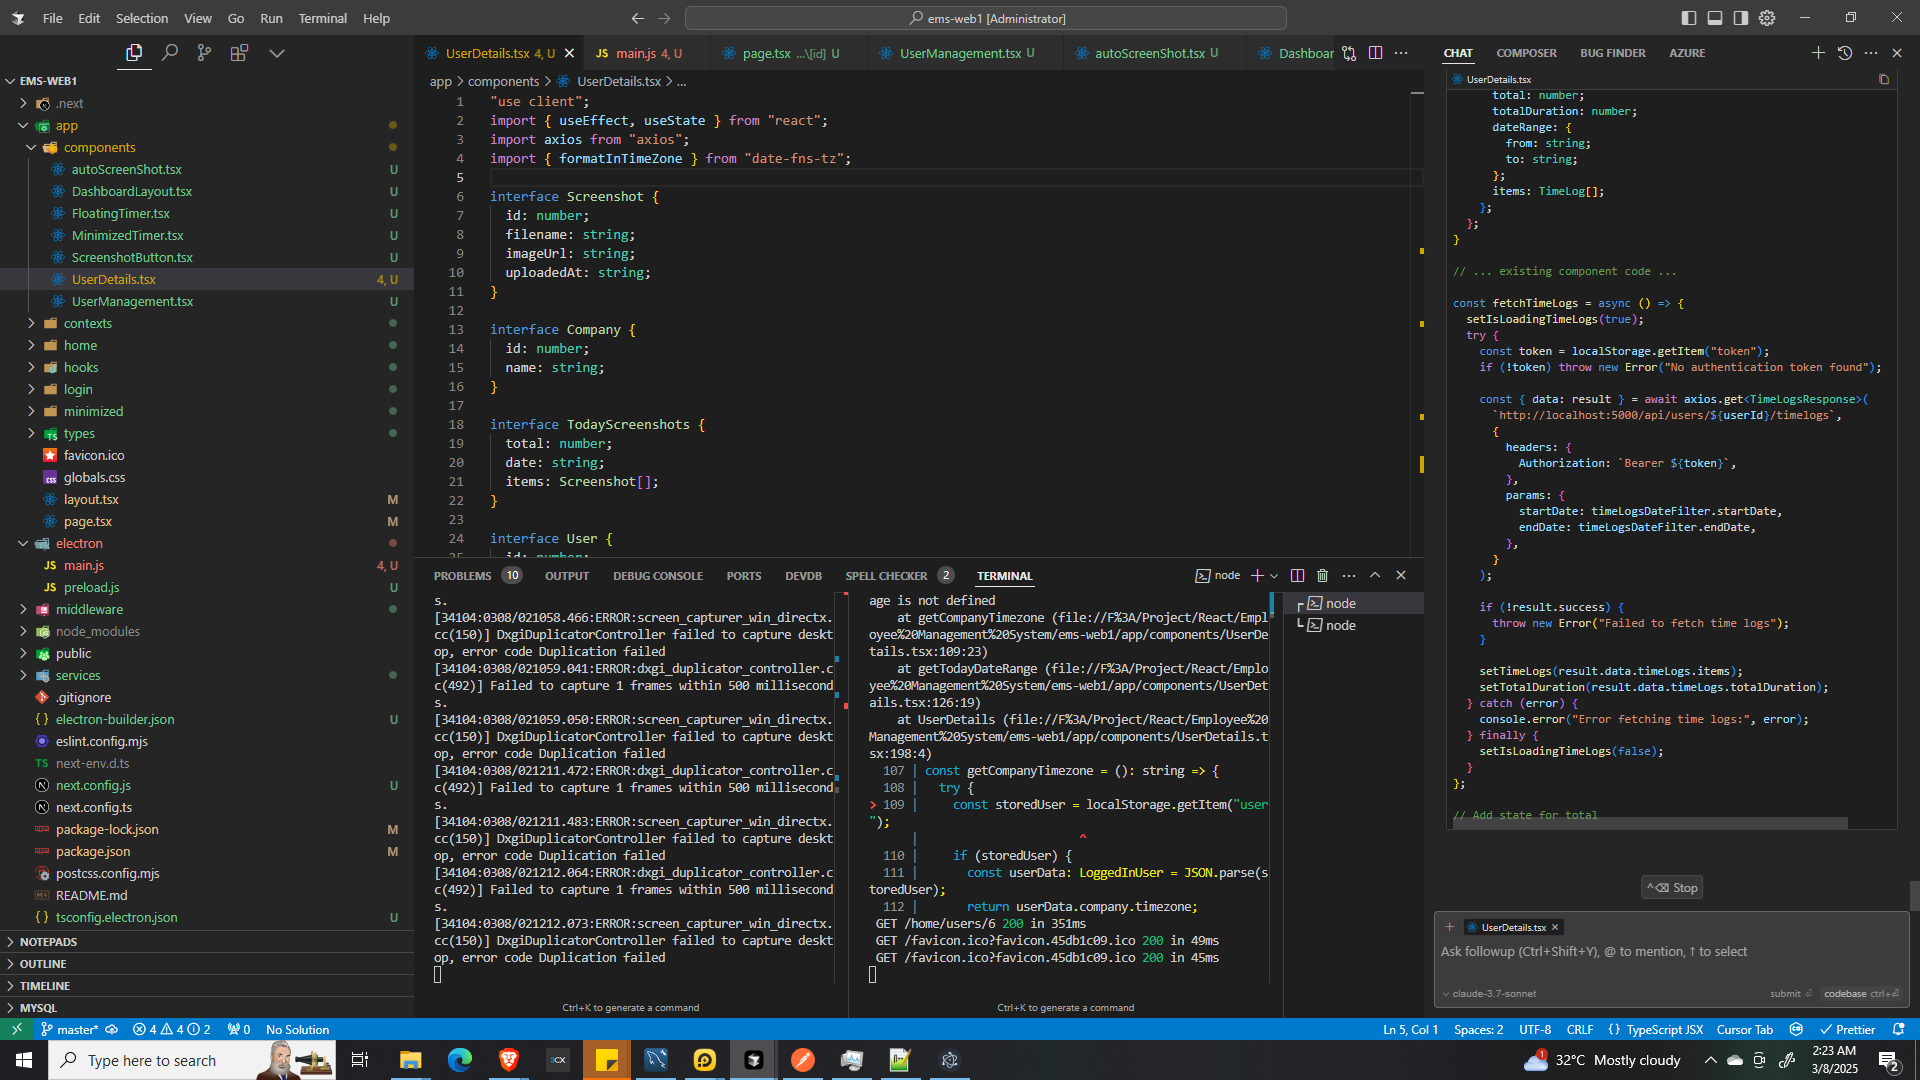 File Edit Selection View Go Run Terminal Help
ems-web1 [Administrator]
EMS-WEB1
.next
app
components
autoScreenShot.tsx U
DashboardLayout.tsx U
FloatingTimer.tsx U
MinimizedTimer.tsx U
ScreenshotButton.tsx U
UserDetails.tsx 4, U
UserManagement.tsx U
contexts
home
hooks
login
minimized
types
favicon.ico
globals.css
layout.tsx M
page.tsx M
electron
main.js 4, U
preload.js U
middleware
node_modules
public
services
.gitignore
electron-builder.json U
eslint.config.mjs
next-env.d.ts
next.config.js U
next.config.ts
package-lock.json M
package.json M
postcss.config.mjs
README.md
tsconfig.electron.json U
NOTEPADS
OUTLINE
TIMELINE
MYSQL
UserDetails.tsx 4, U main.js 4, U page.tsx ...\[id] U UserManagement.tsx U autoScreenShot.tsx U Dashboar
app > components > UserDetails.tsx > ...
1 "use client";
2 import { useEffect, useState } from "react";
3 import axios from "axios";
4 import { formatInTimeZone } from "date-fns-tz";
5
6 interface Screenshot {
7 id: number;
8 filename: string;
9 imageUrl: string;
10 uploadedAt: string;
11 }
12
13 interface Company {
14 id: number;
15 name: string;
16 }
17
18 interface TodayScreenshots {
19 total: number;
20 date: string;
21 items: Screenshot[];
22 }
23
24 interface User {
25 id: number;
PROBLEMS 10 OUTPUT DEBUG CONSOLE PORTS DEVDB SPELL CHECKER 2 TERMINAL
node
s.
[34104:0308/021058.466:ERROR:screen_capturer_win_directx.
cc(150)] DxgiDuplicatorController failed to capture deskt
op, error code Duplication failed
[34104:0308/021059.041:ERROR:dxgi_duplicator_controller.c
c(492)] Failed to capture 1 frames within 500 millisecond
s.
[34104:0308/021059.050:ERROR:screen_capturer_win_directx.
cc(150)] DxgiDuplicatorController failed to capture deskt
op, error code Duplication failed
[34104:0308/021211.472:ERROR:dxgi_duplicator_controller.c
c(492)] Failed to capture 1 frames within 500 millisecond
s.
[34104:0308/021211.483:ERROR:screen_capturer_win_directx.
cc(150)] DxgiDuplicatorController failed to capture deskt
op, error code Duplication failed
[34104:0308/021212.064:ERROR:dxgi_duplicator_controller.c
c(492)] Failed to capture 1 frames within 500 millisecond
s.
[34104:0308/021212.073:ERROR:screen_capturer_win_directx.
cc(150)] DxgiDuplicatorController failed to capture deskt
op, error code Duplication failed
Ctrl+K to generate a command
age is not defined
at getCompanyTimezone (file://F%3A/Project/React/Empl
oyee%20Management%20System/ems-web1/app/components/UserDe
tails.tsx:109:23)
at getTodayDateRange (file://F%3A/Project/React/Emplo
yee%20Management%20System/ems-web1/app/components/UserDet
ails.tsx:126:19)
at UserDetails (file://F%3A/Project/React/Employee%20
Management%20System/ems-web1/app/components/UserDetails.t
sx:198:4)
107 | const getCompanyTimezone = (): string => {
108 | try {
> 109 | const storedUser = localStorage.getItem("user
");
| ^
110 | if (storedUser) {
111 | const userData: LoggedInUser = JSON.parse(s
toredUser);
112 | return userData.company.timezone;
GET /home/users/6 200 in 351ms
GET /favicon.ico?favicon.45db1c09.ico 200 in 49ms
GET /favicon.ico?favicon.45db1c09.ico 200 in 45ms
Ctrl+K to generate a command
node
node
CHAT COMPOSER BUG FINDER AZURE
UserDetails.tsx
total: number;
totalDuration: number;
dateRange: {
from: string;
to: string;
};
items: TimeLog[];
};
};
}
// ... existing component code ...
const fetchTimeLogs = async () => {
setIsLoadingTimeLogs(true);
try {
const token = localStorage.getItem("token");
if (!token) throw new Error("No authentication token found");
const { data: result } = await axios.get<TimeLogsResponse>(
`http://localhost:5000/api/users/${userId}/timelogs`,
{
headers: {
Authorization: `Bearer ${token}`,
},
params: {
startDate: timeLogsDateFilter.startDate,
endDate: timeLogsDateFilter.endDate,
},
}
);
if (!result.success) {
throw new Error("Failed to fetch time logs");
}
setTimeLogs(result.data.timeLogs.items);
setTotalDuration(result.data.timeLogs.totalDuration);
} catch (error) {
console.error("Error fetching time logs:", error);
} finally {
setIsLoadingTimeLogs(false);
}
};
// Add state for total
Stop
UserDetails.tsx
Ask followup (Ctrl+Shift+Y), @ to mention, ↑ to select
claude-3.7-sonnet submit codebase ctrl+
master* 4 4 2 0 No Solution Ln 5, Col 1 Spaces: 2 UTF-8 CRLF {} TypeScript JSX Cursor Tab Prettier
Type here to search
32°C Mostly cloudy
2:23 AM
3/8/2025
2